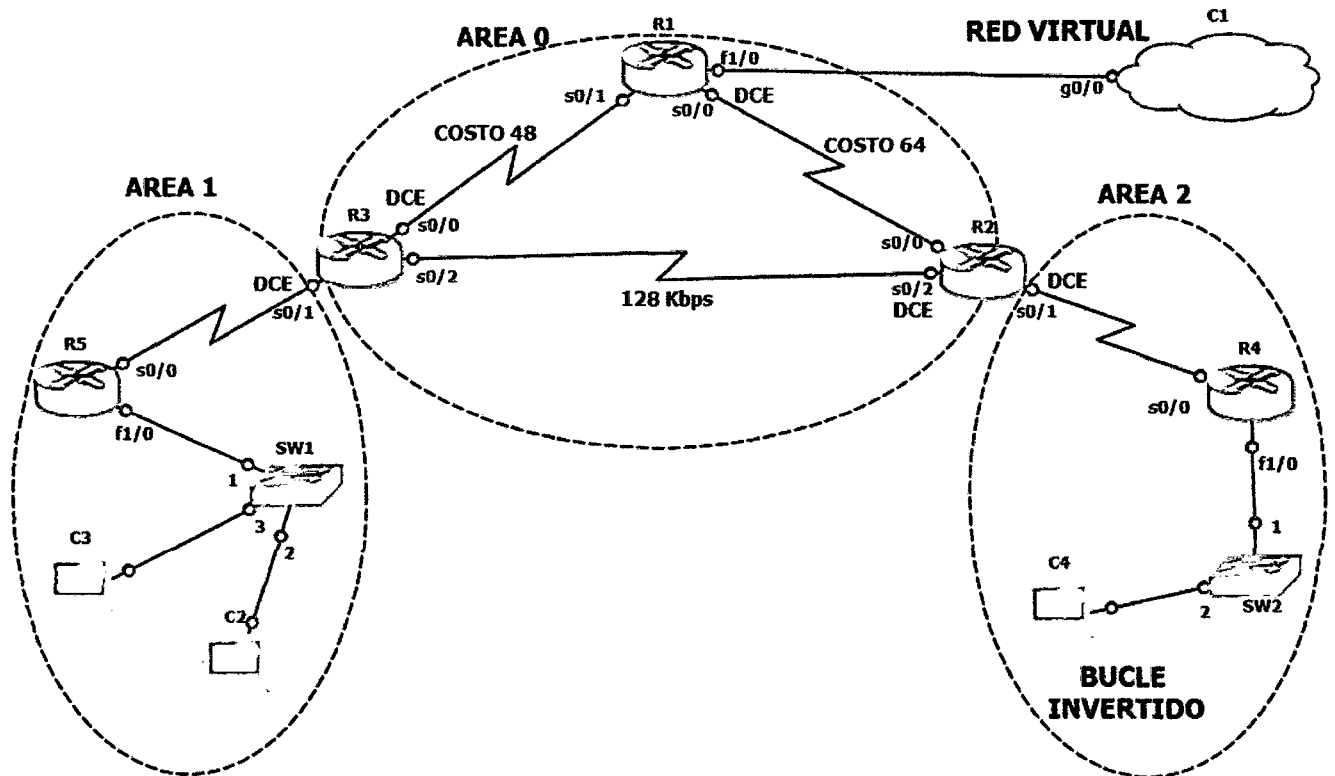 R1
C1
AREA 0
RED VIRTUAL
f1/0
g0/0
s0/1
DCE
s0/0
COSTO 48
COSTO 64
AREA 1
AREA 2
DCE
R3
R2
s0/0
s0/0
DCE
s0/2
s0/2
DCE
DCE
s0/1
128 Kbps
s0/1
R5
R4
s0/0
s0/0
f1/0
f1/0
SW1
1
3
1
C3
2
C4
C2
2
SW2
BUCLE
INVERTIDO